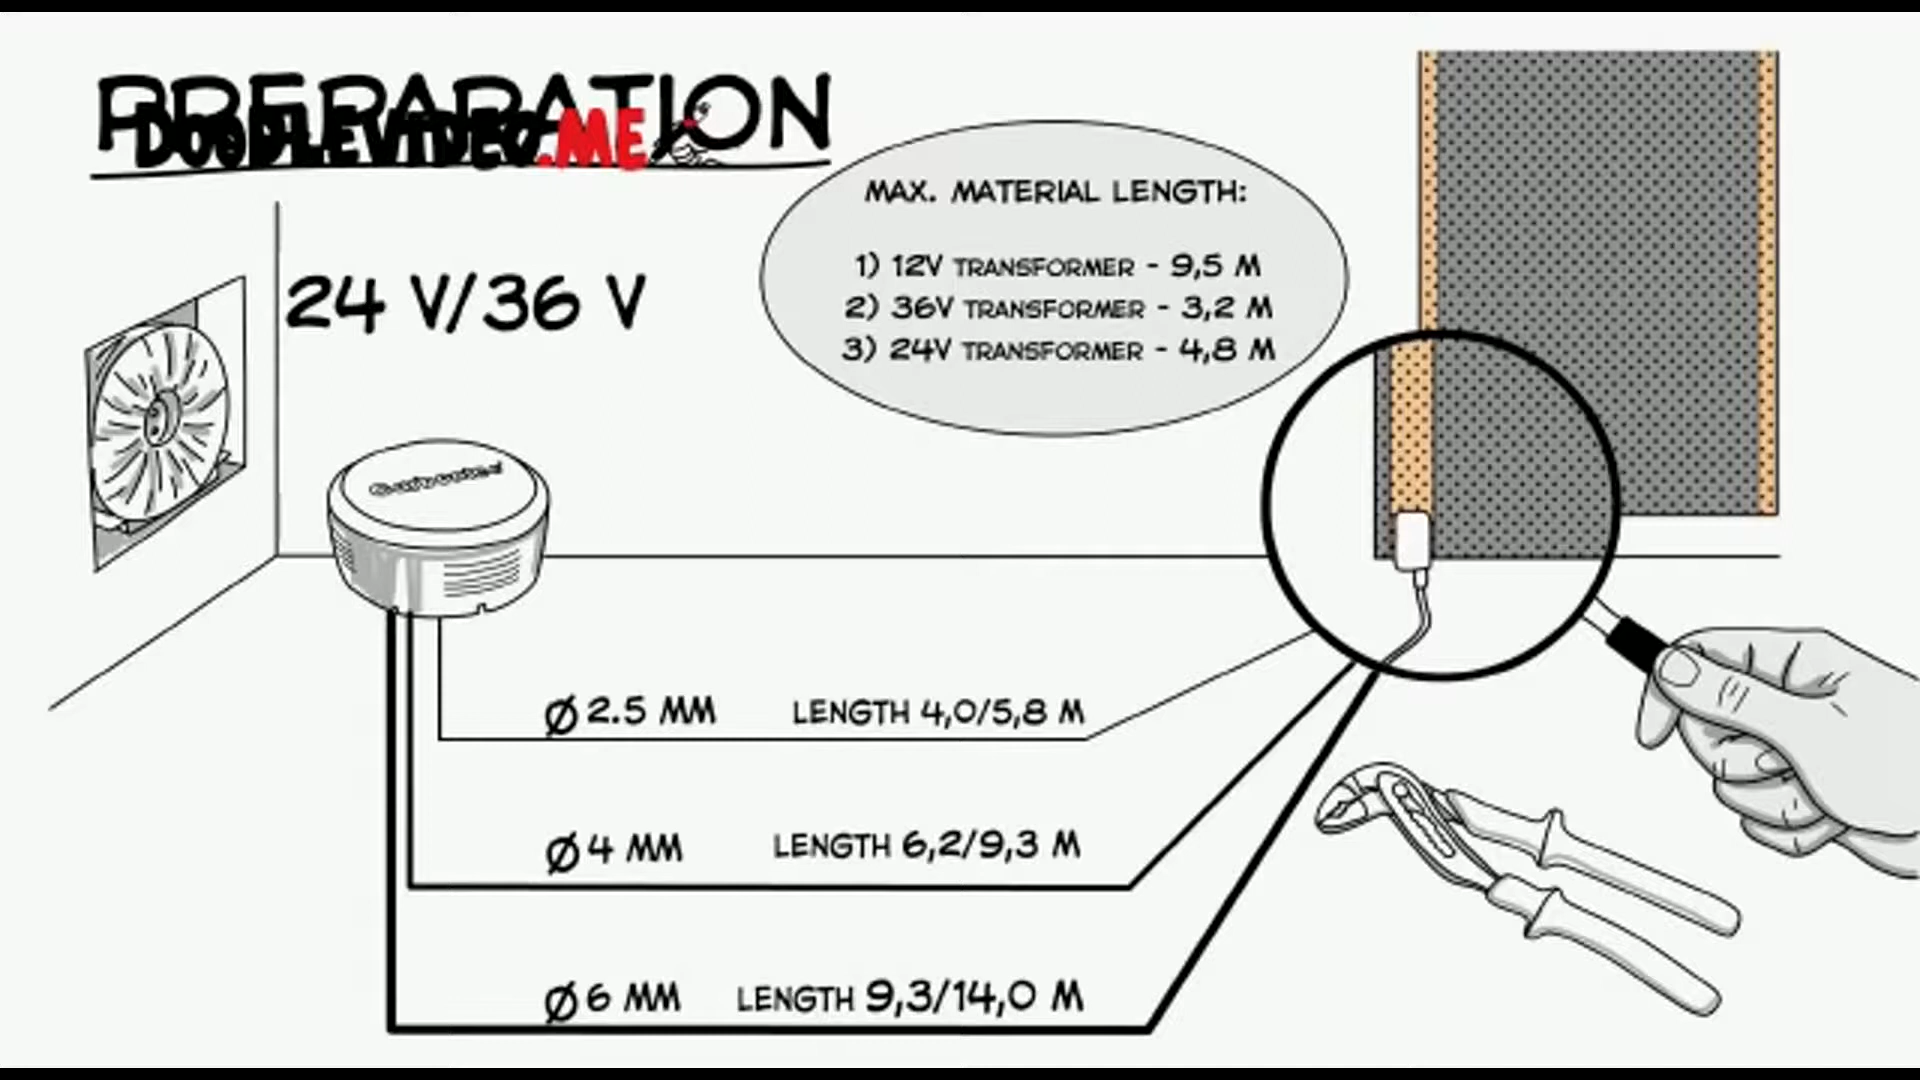 PREPARATION
DOODLEVIDEO.ME
24 V/36 V
MAX. MATERIAL LENGTH:
1) 12V TRANSFORMER - 9,5 M
2) 36V TRANSFORMER - 3,2 M
3) 24V TRANSFORMER - 4,8 M
Ø 2.5 MM LENGTH 4,0/5,8 M
Ø 4 MM LENGTH 6,2/9,3 M
Ø 6 MM LENGTH 9,3/14,0 M